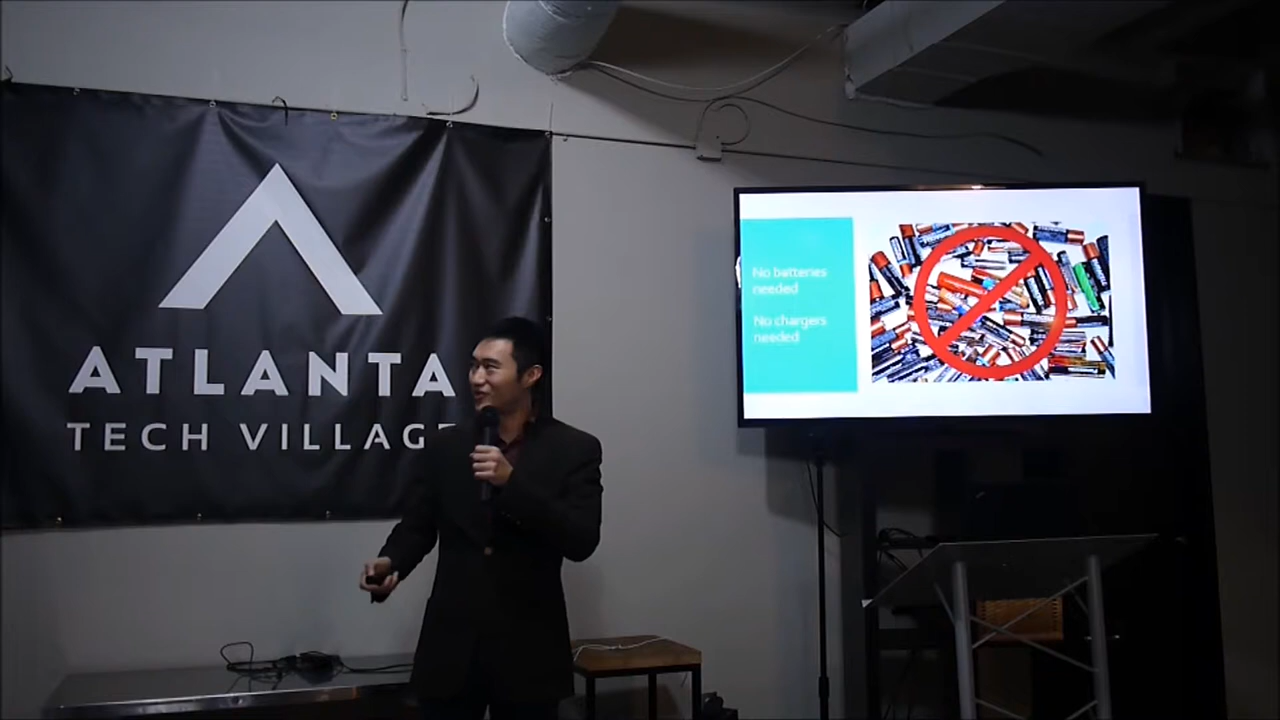 ATLANTA
TECH VILLAGE
No batteries
needed
No chargers
needed